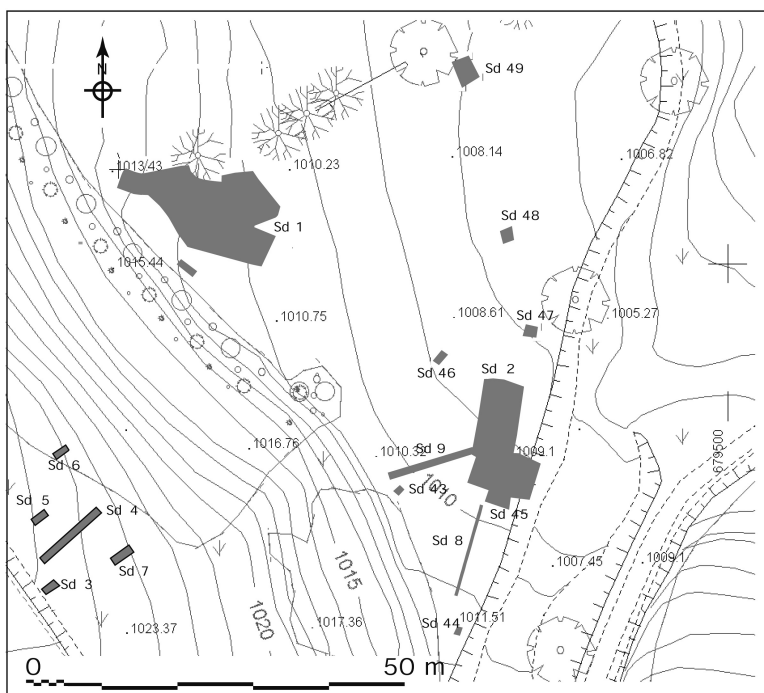 N
Sd 49
1008.14
1006.82
1013.43
1010.23
Sd 48
Sd 1
1015.44
1010.75
1008.61
Sd 47
1005.27
Sd 46
Sd 2
1016.76
1010.32
Sd 9
1009.1
679500
Sd 6
Sd 43
1010
Sd 5
Sd 4
Sd 45
Sd 8
Sd 7
1007.45
1009.1
Sd 3
1015
1020
1023.37
1017.36
Sd 44
1011.51
0
50 m